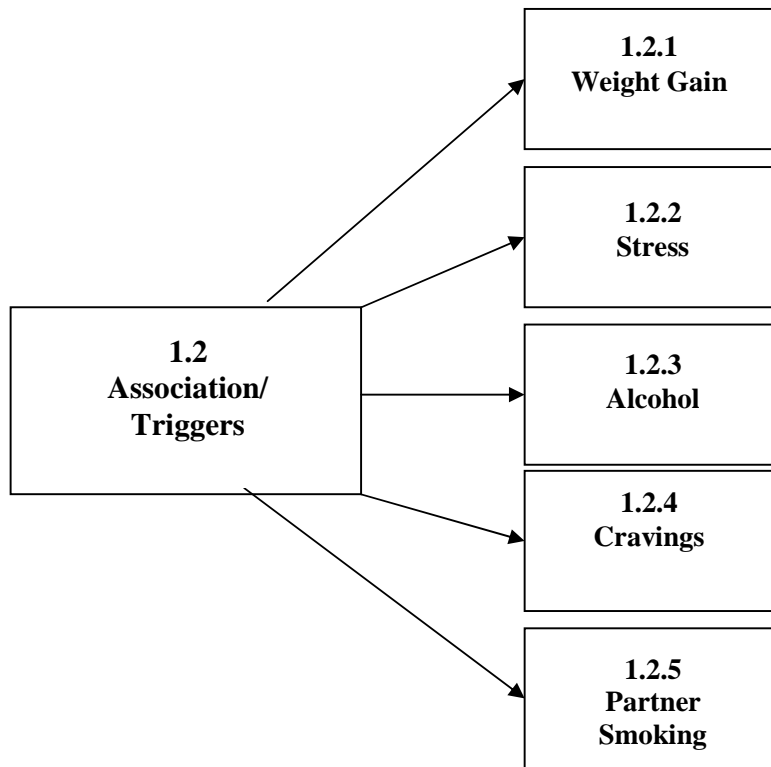 1.2.1
Weight Gain
1.2.2
Stress
1.2
Association/
Triggers
1.2.3
Alcohol
1.2.4
Cravings
1.2.5
Partner
Smoking